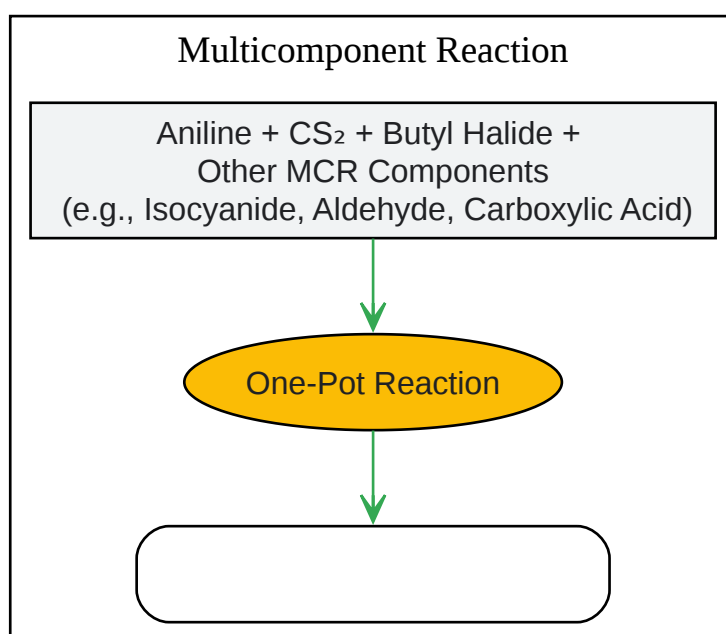 Multicomponent Reaction
Aniline + CS₂ + Butyl Halide +
Other MCR Components
(e.g., Isocyanide, Aldehyde, Carboxylic Acid)
One-Pot Reaction